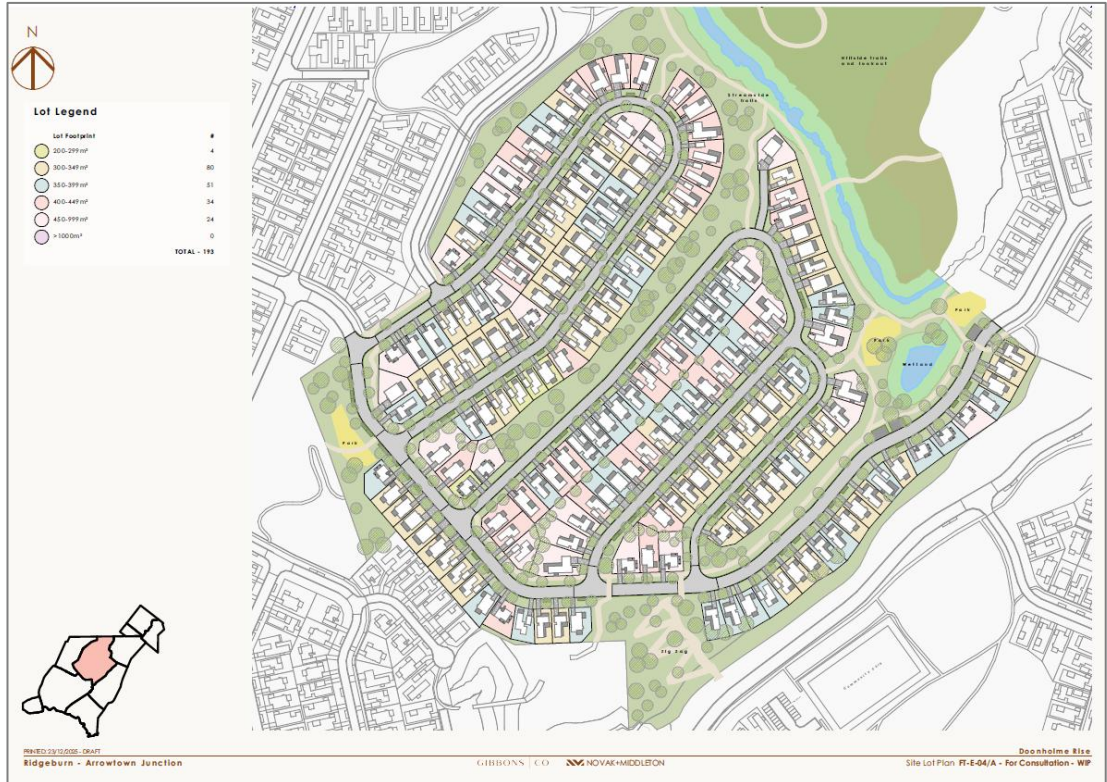 N
Lot Legend
Lot Footprint #
200-299 m² 4
300-349 m² 80
350-399 m² 51
400-449 m² 34
450-999 m² 24
>1000m² 0
TOTAL - 193
Hillside trails
and lookout
Streamside
trails
Park
Park
Wetland
Park
Zig Zag
PRINTED: 23/12/2025 - DRAFT
Ridgeburn - Arrowtown Junction
GIBBONS | CO
NOVAK+MIDDLETON
Doonholme Rise
Site Lot Plan FT-E-04/A - For Consultation - WIP